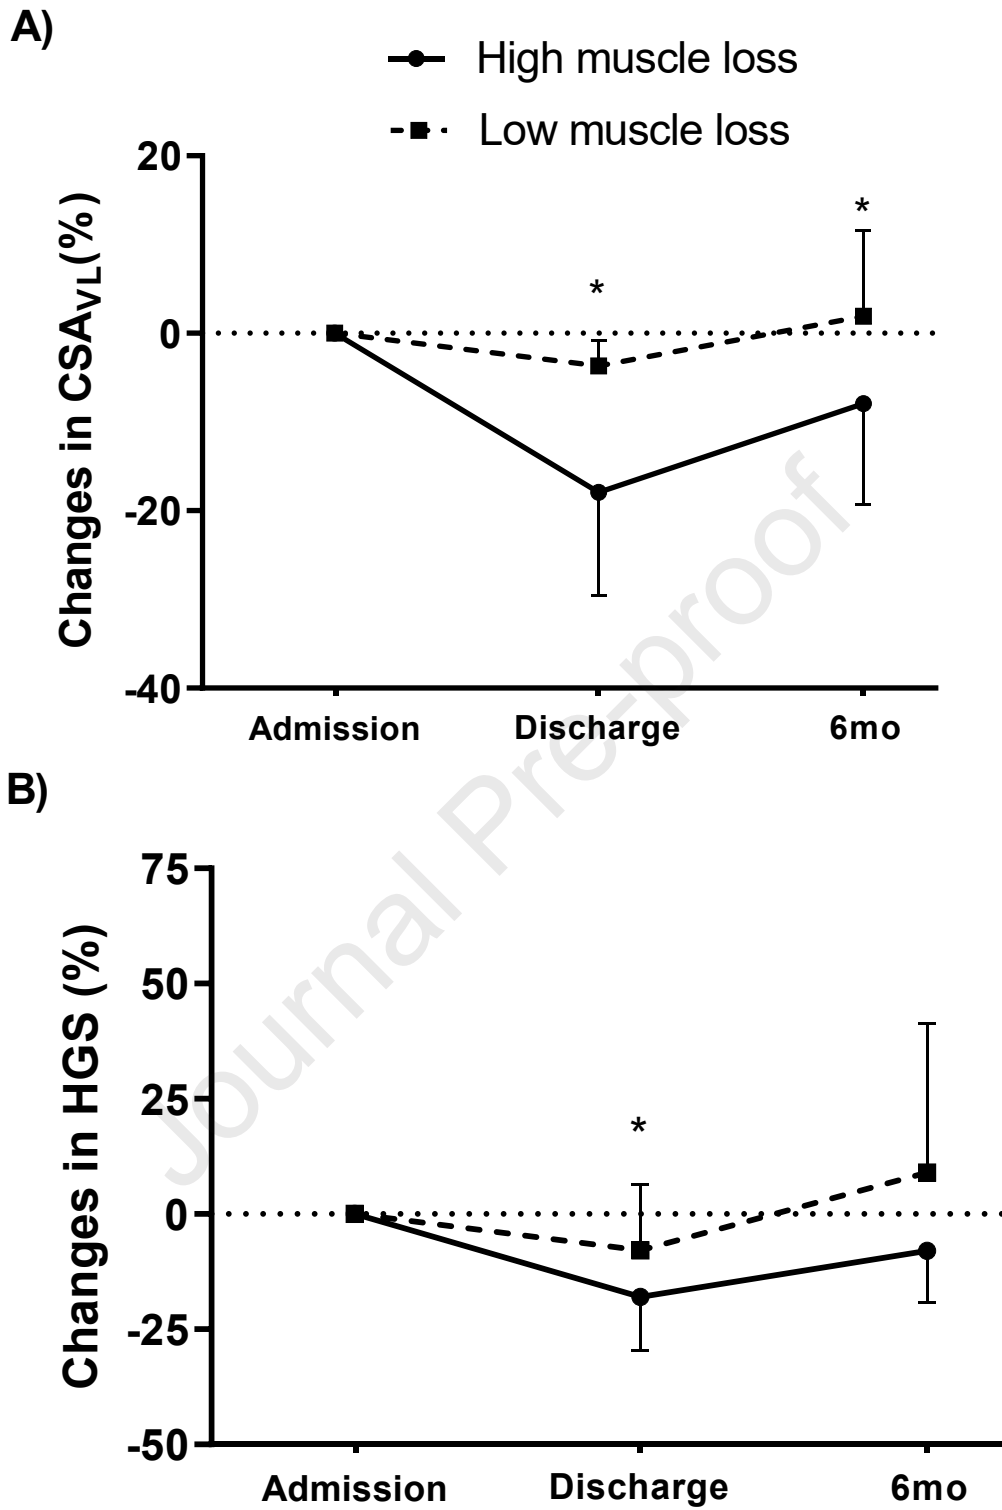 A)
High muscle loss
Low muscle loss
Changes in CSAVL(%)
20
0
-20
-40
Admission Discharge 6mo
*
*
B)
Changes in HGS (%)
75
50
25
0
-25
-50
Admission Discharge 6mo
*
Journal Pre-proof